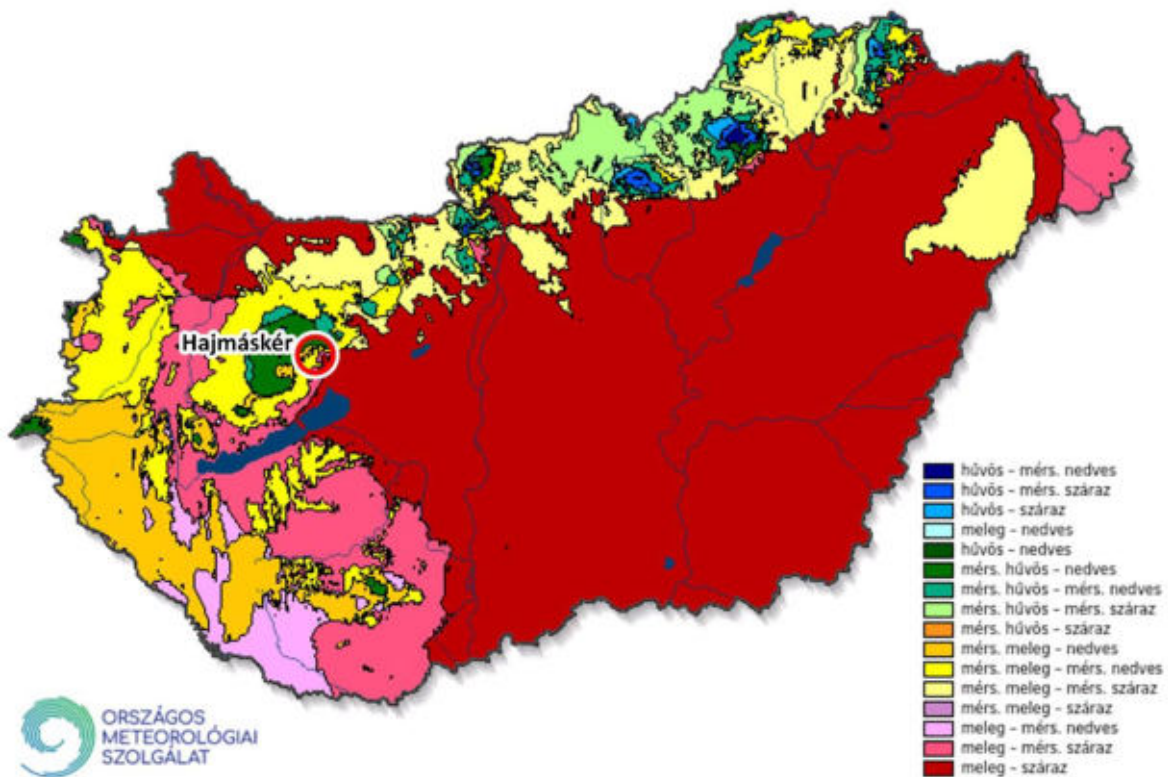 Hajmáskér
hűvös – mérs. nedves
hűvös – mérs. száraz
hűvös – száraz
meleg – nedves
hűvös – nedves
mérs. hűvös – nedves
mérs. hűvös – mérs. nedves
mérs. hűvös – mérs. száraz
mérs. hűvös – száraz
mérs. meleg – nedves
mérs. meleg – mérs. nedves
mérs. meleg – mérs. száraz
mérs. meleg – száraz
meleg – mérs. nedves
meleg – mérs. száraz
meleg – száraz
ORSZÁGOS
METEOROLÓGIAI
SZOLGÁLAT